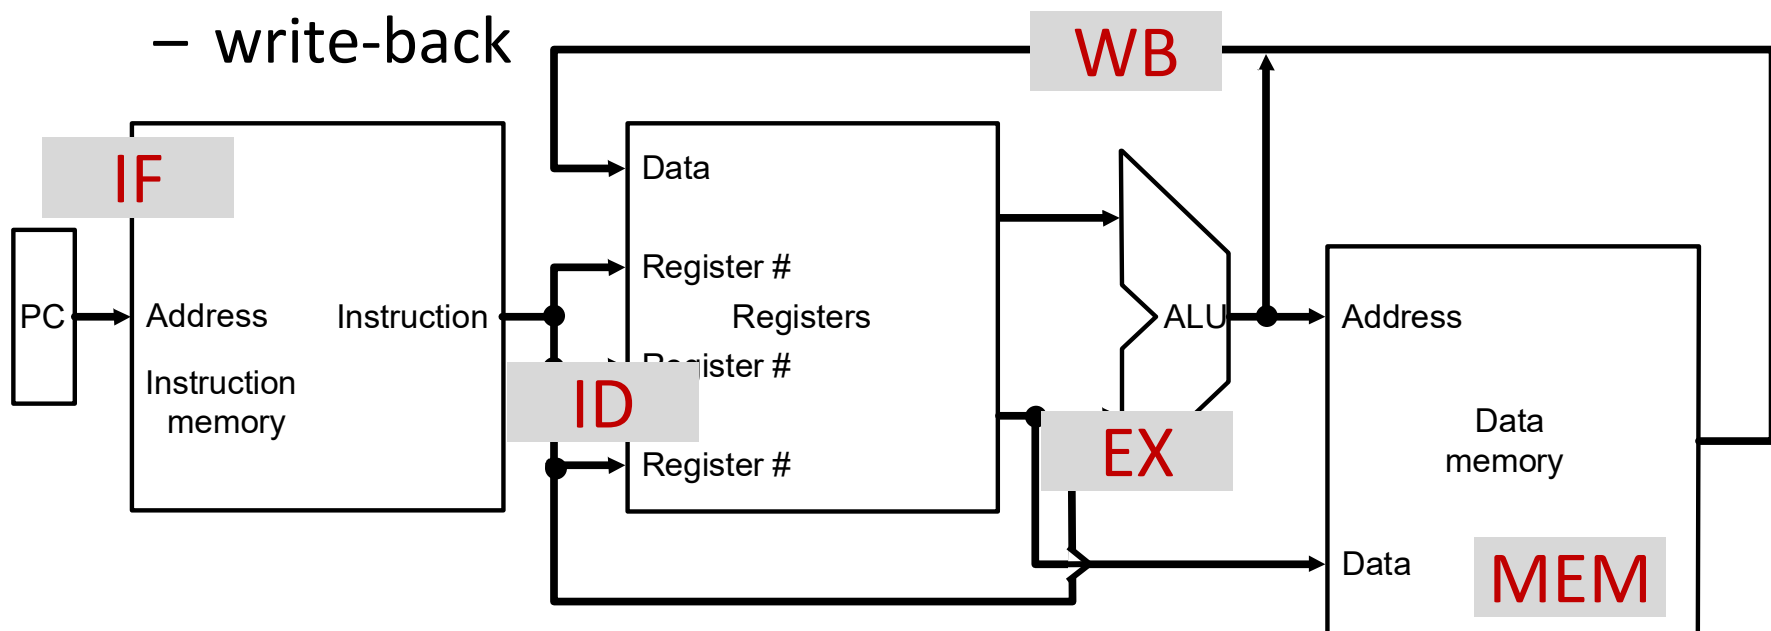 – write-back
WB
IF
Data
Register #
PC
Address
Instruction
Registers
ALU
Address
Register #
Instruction
memory
ID
Data
memory
EX
Register #
Data
MEM